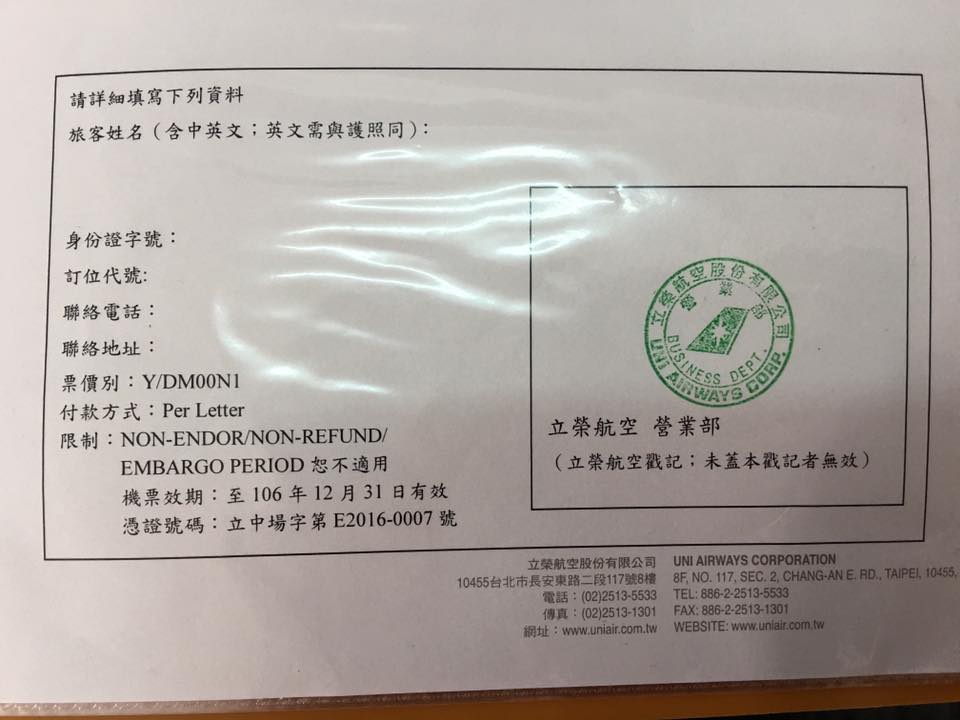 請詳細填寫下列資料
旅客姓名(含中英文;英文需與護照同):
身份證字號:
訂位代號:
聯絡電話:
聯絡地址:
票價別:Y/DM00N1
付款方式:Per Letter
限制:NON-ENDOR/NON-REFUND/
EMBARGO PERIOD 恕不適用
機票效期:至 106 年 12 月 31 日有效
憑證號碼:立中場字第 E2016-0007 號
立榮航空股份有限公司
營業部
BUSINESS DEPT.
UNI AIRWAYS CORP.
立榮航空 營業部
(立榮航空戳記;未蓋本戳記者無效)
立榮航空股份有限公司 UNI AIRWAYS CORPORATION
10455台北市長安東路二段117號8樓 8F, NO. 117, SEC. 2, CHANG-AN E. RD., TAIPEI, 10455,
電話:(02)2513-5533 TEL: 886-2-2513-5533
傳真:(02)2513-1301 FAX: 886-2-2513-1301
網址:www.uniair.com.tw WEBSITE: www.uniair.com.tw